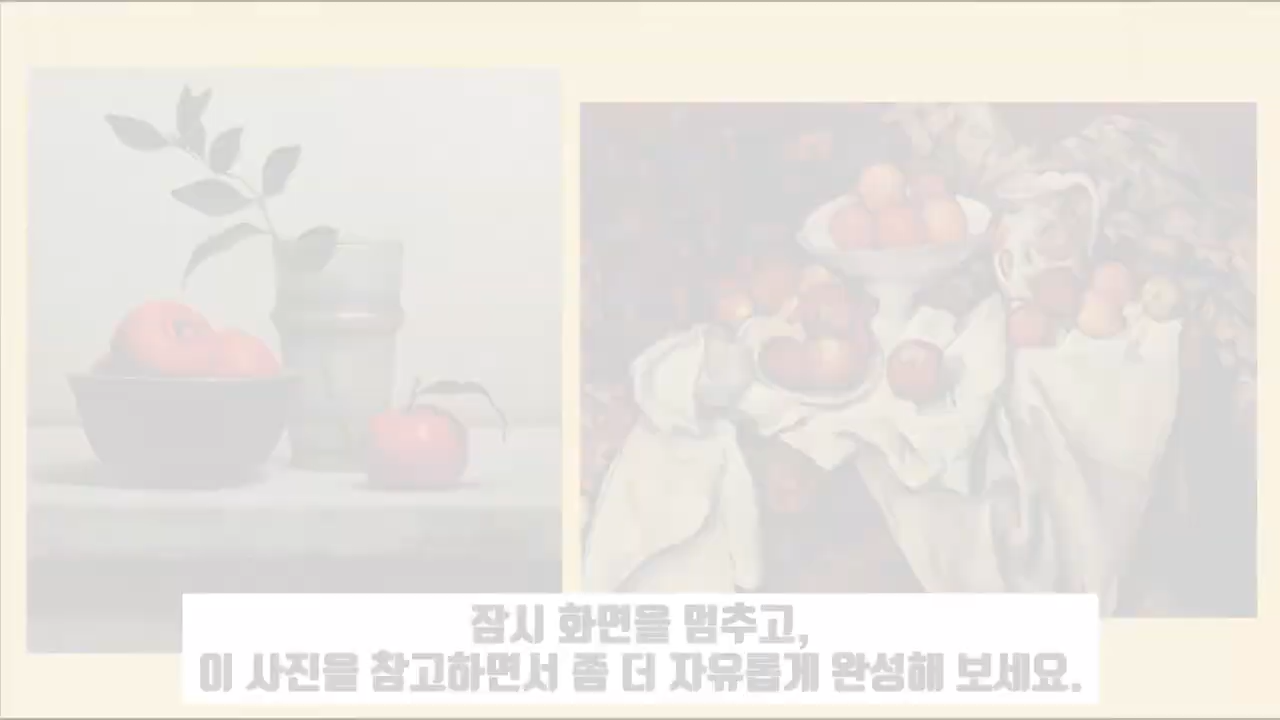 잠시 화면을 멈추고,
이 사진을 참고하면서 좀 더 자유롭게 완성해 보세요.